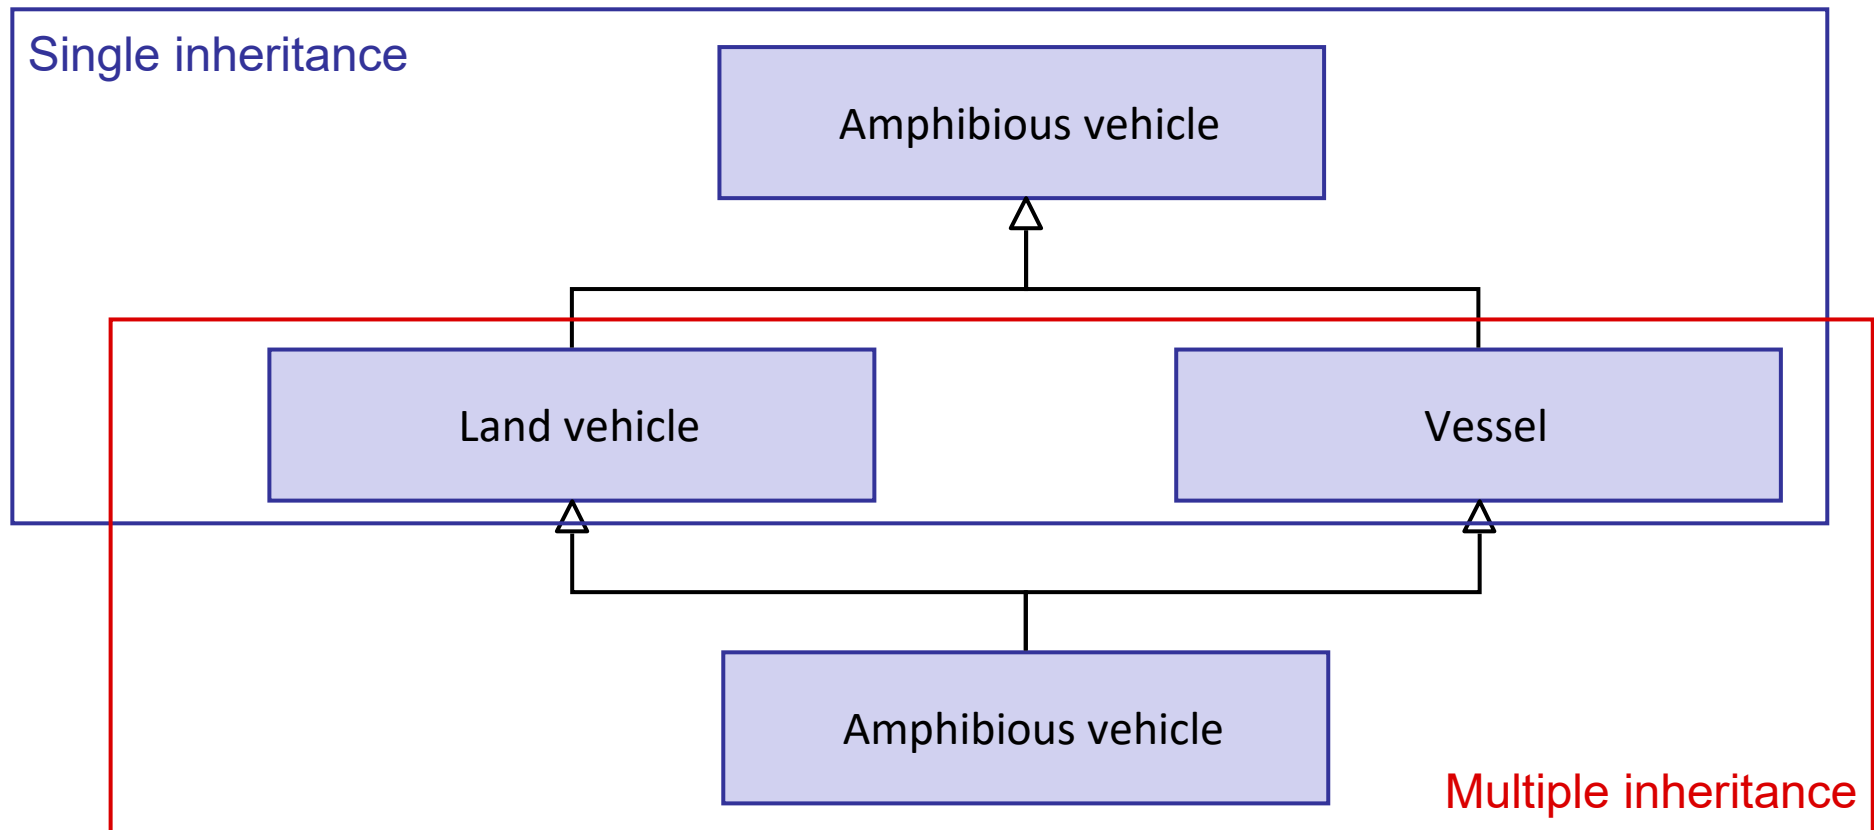 Single inheritance
Amphibious vehicle
Land vehicle
Vessel
Amphibious vehicle
Multiple inheritance